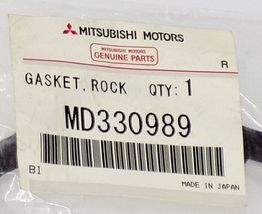 MITSUBISHI MOTORS
GENUINE PARTS
R
GASKET, ROCK QTY: 1
MD330989
BI
MADE IN JAPAN